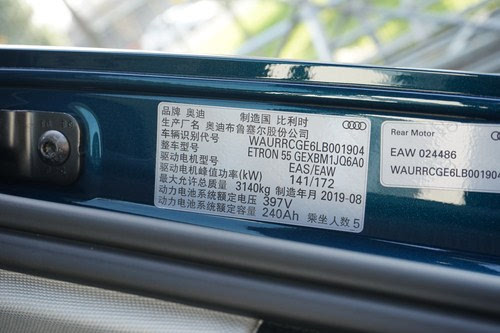 品牌 奥迪 制造国 比利时
生产厂名 奥迪布鲁塞尔股份公司
车辆识别代号 WAURRCGE6LB001904
整车型号 ETRON 55 GEXBM1JQ6A0
驱动电机型号 EAS/EAW
驱动电机峰值功率(kW) 141/172
最大允许总质量 3140kg 制造年月 2019-08
动力电池系统额定电压 397V
动力电池系统额定容量 240Ah 乘坐人数 5
Rear Motor
EAW 024486
WAURRCGE6LB001904